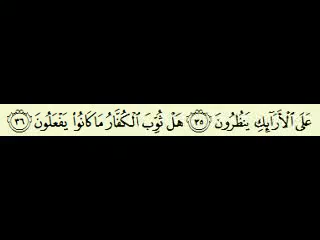 عَلَى ٱلْأَرَآئِكِ يَنظُرُونَ ۝٣٥ هَلْ ثُوِّبَ ٱلْكُفَّارُ مَا كَانُوا۟ يَفْعَلُونَ ۝٣٦